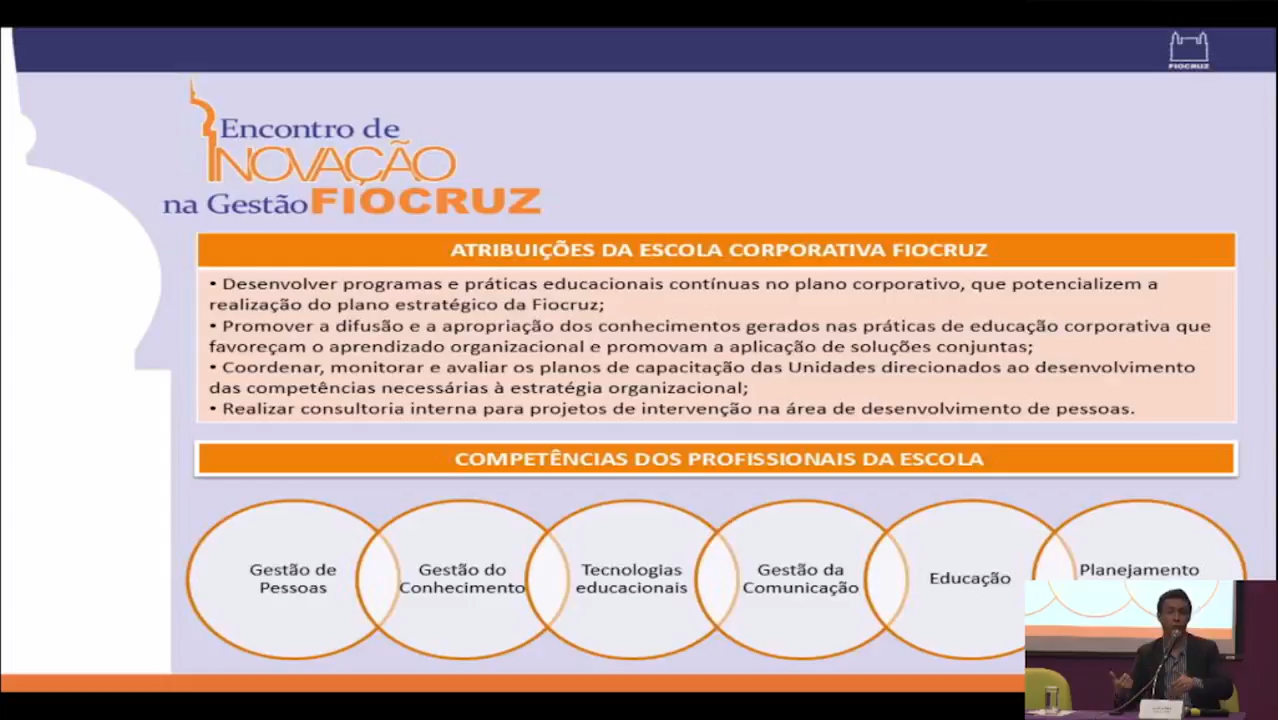 FIOCRUZ
Encontro de
INOVAÇÃO
na Gestão FIOCRUZ
ATRIBUIÇÕES DA ESCOLA CORPORATIVA FIOCRUZ
• Desenvolver programas e práticas educacionais contínuas no plano corporativo, que potencializem a
realização do plano estratégico da Fiocruz;
• Promover a difusão e a apropriação dos conhecimentos gerados nas práticas de educação corporativa que
favoreçam o aprendizado organizacional e promovam a aplicação de soluções conjuntas;
• Coordenar, monitorar e avaliar os planos de capacitação das Unidades direcionados ao desenvolvimento
das competências necessárias à estratégia organizacional;
• Realizar consultoria interna para projetos de intervenção na área de desenvolvimento de pessoas.
COMPETÊNCIAS DOS PROFISSIONAIS DA ESCOLA
Gestão de
Pessoas
Gestão do
Conhecimento
Tecnologias
educacionais
Gestão da
Comunicação
Educação
Planejamento